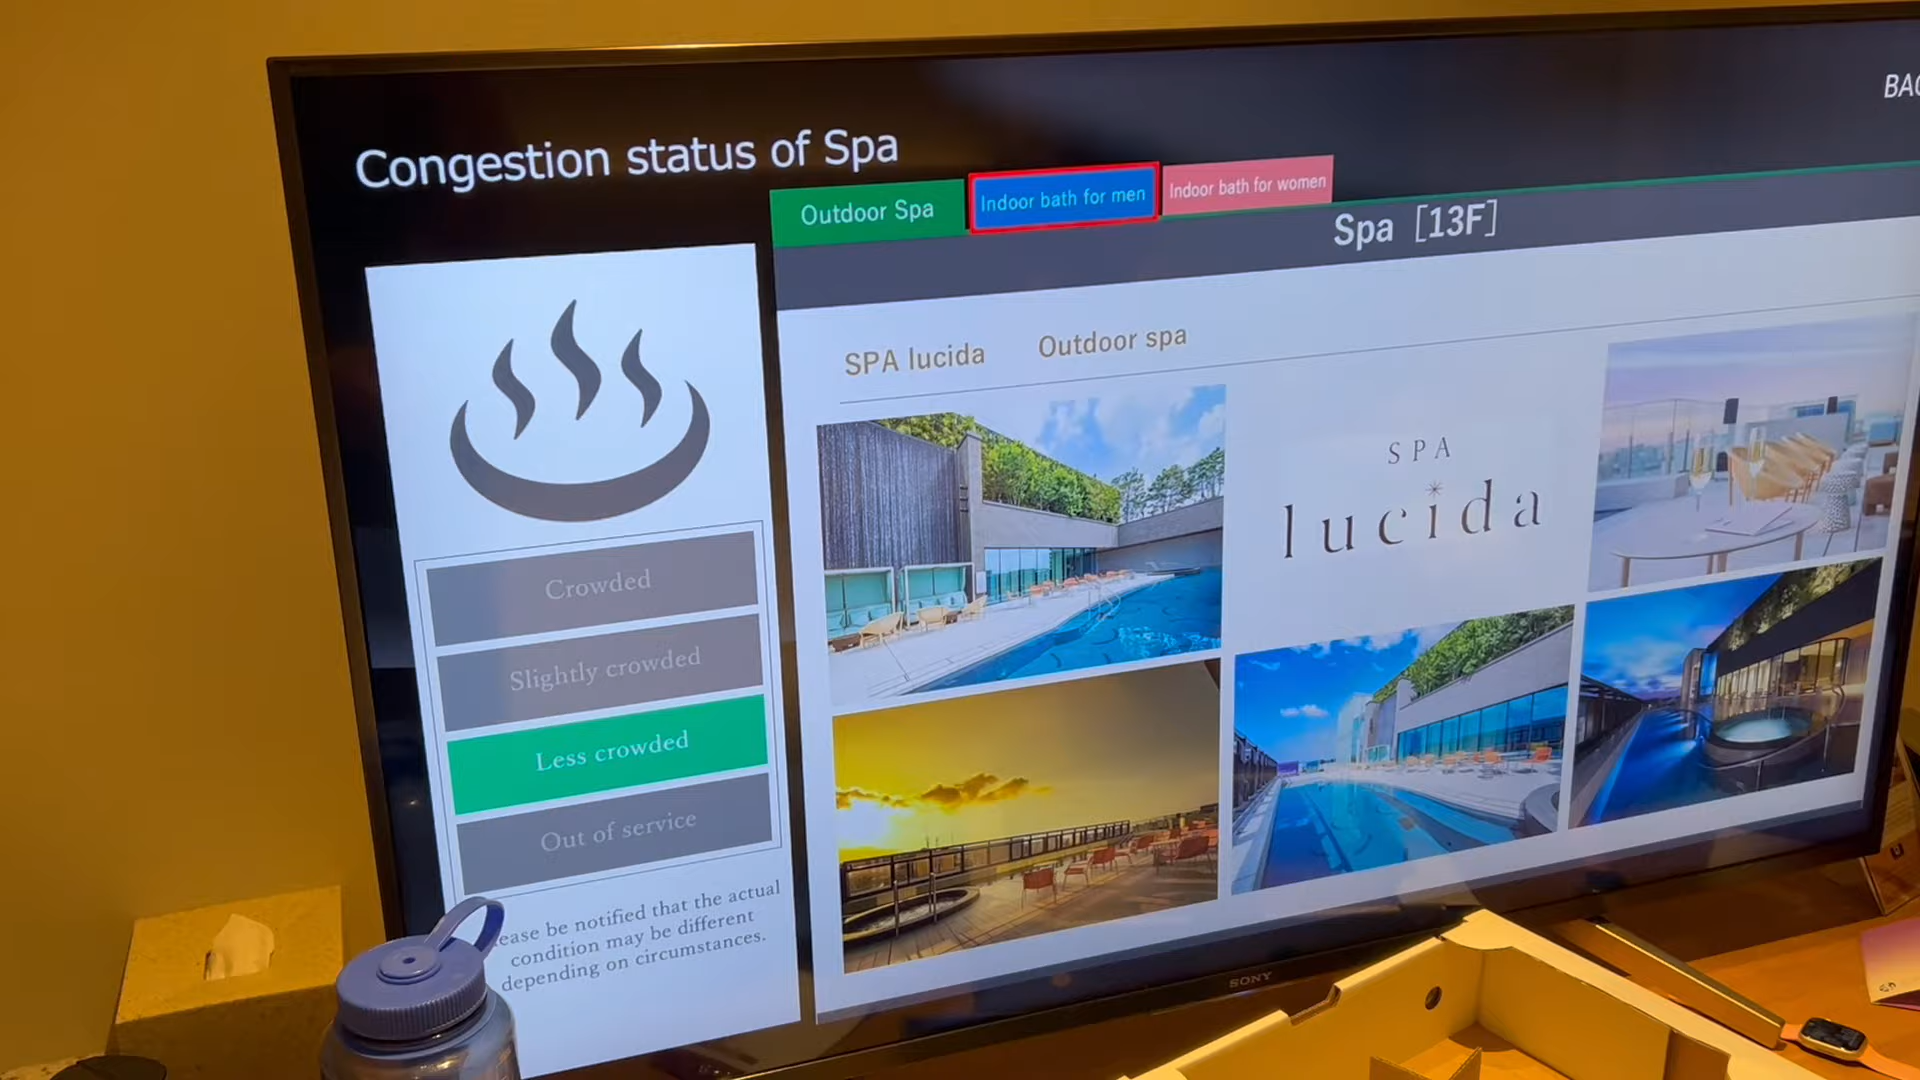 BAC
Congestion status of Spa
Outdoor Spa
Indoor bath for men
Indoor bath for women
Spa [13F]
SPA lucida
Outdoor spa
SPA
lucida
Crowded
Slightly crowded
Less crowded
Out of service
ease be notified that the actual
condition may be different
depending on circumstances.
SONY